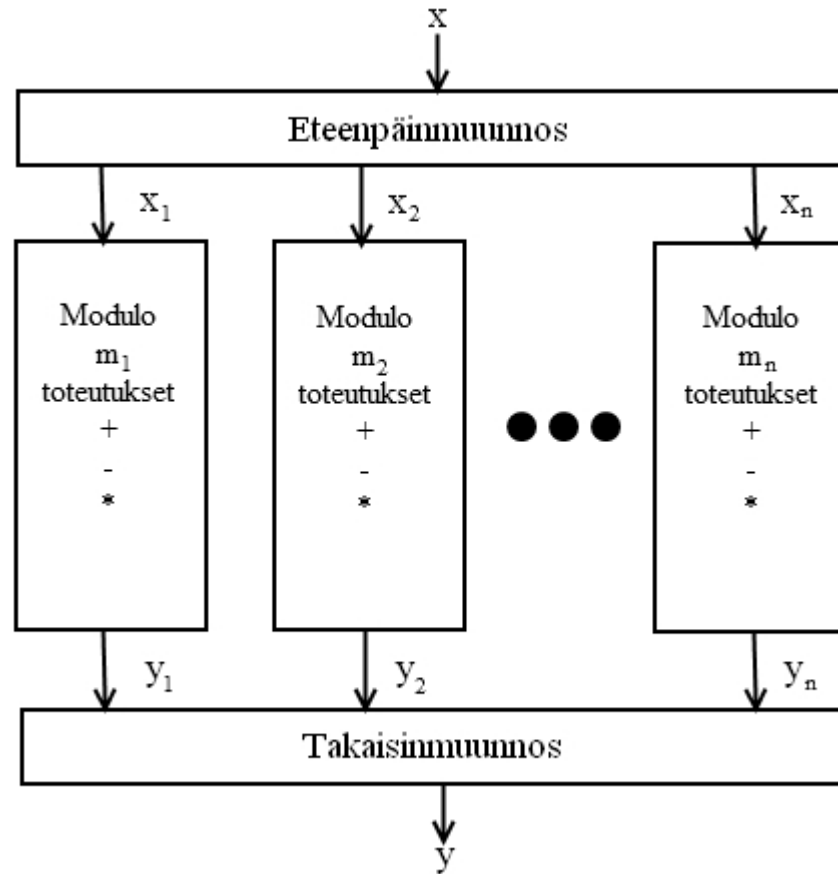 x
Eteenpäinmuunnos
x₁
x₂
xₙ
Modulo
m₁
toteutukset
+
-
*
Modulo
m₂
toteutukset
+
-
*
Modulo
mₙ
toteutukset
+
-
*
y₁
y₂
yₙ
Takaisinmuunnos
y